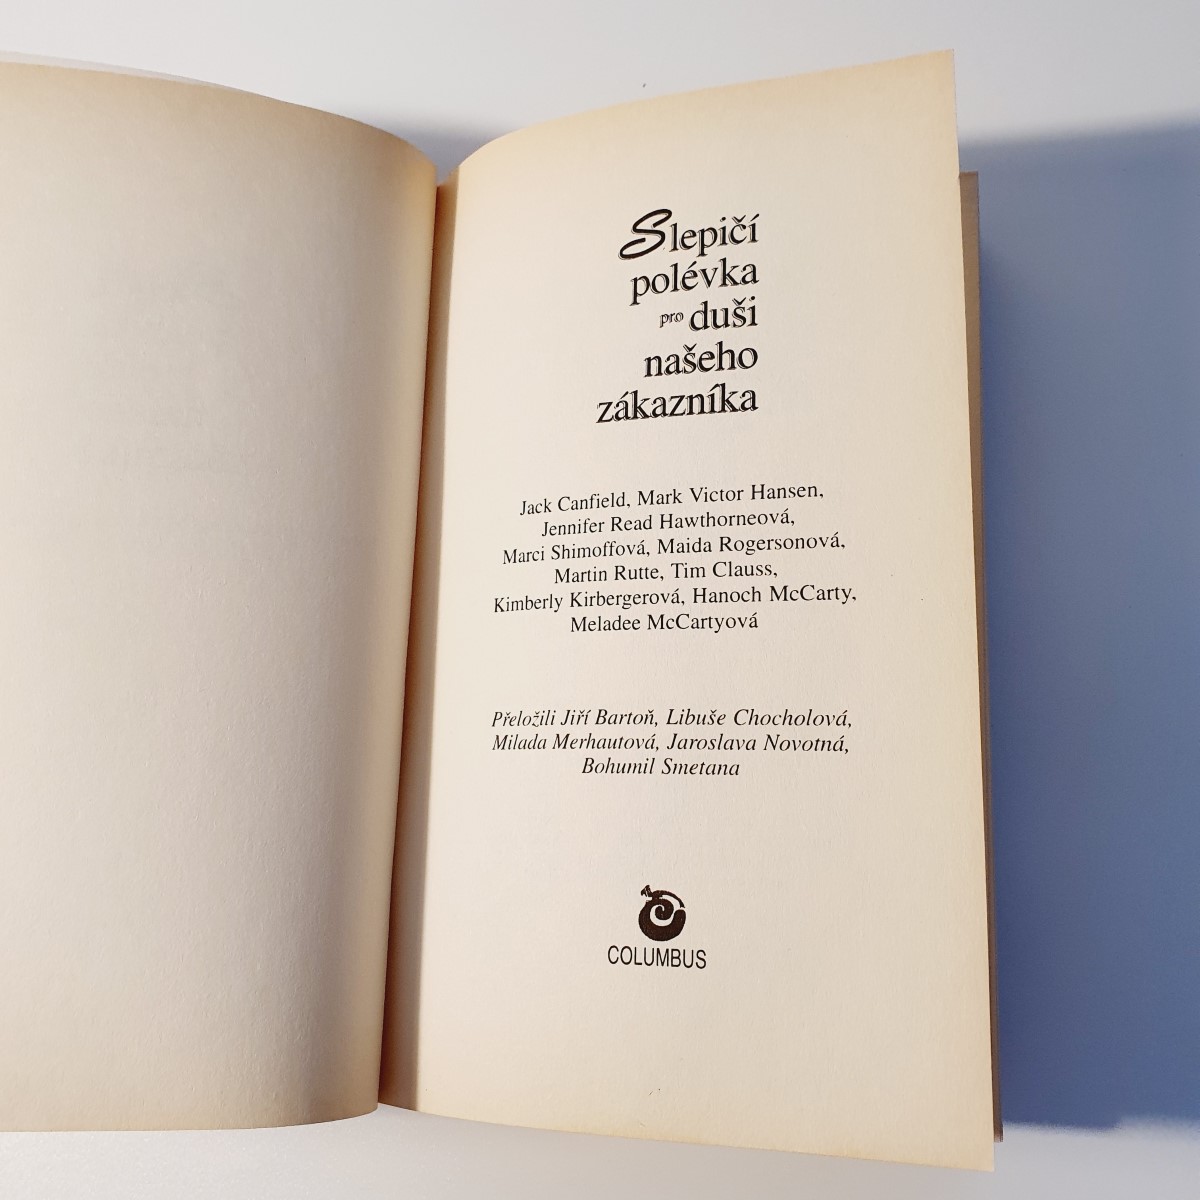 Slepičí
polévka
pro duši
našeho
zákazníka
Jack Canfield, Mark Victor Hansen,
Jennifer Read Hawthorneová,
Marci Shimoffová, Maida Rogersonová,
Martin Rutte, Tim Clauss,
Kimberly Kirbergerová, Hanoch McCarty,
Meladee McCartyová
Přeložili Jiří Bartoň, Libuše Chocholová,
Milada Merhautová, Jaroslava Novotná,
Bohumil Smetana
COLUMBUS